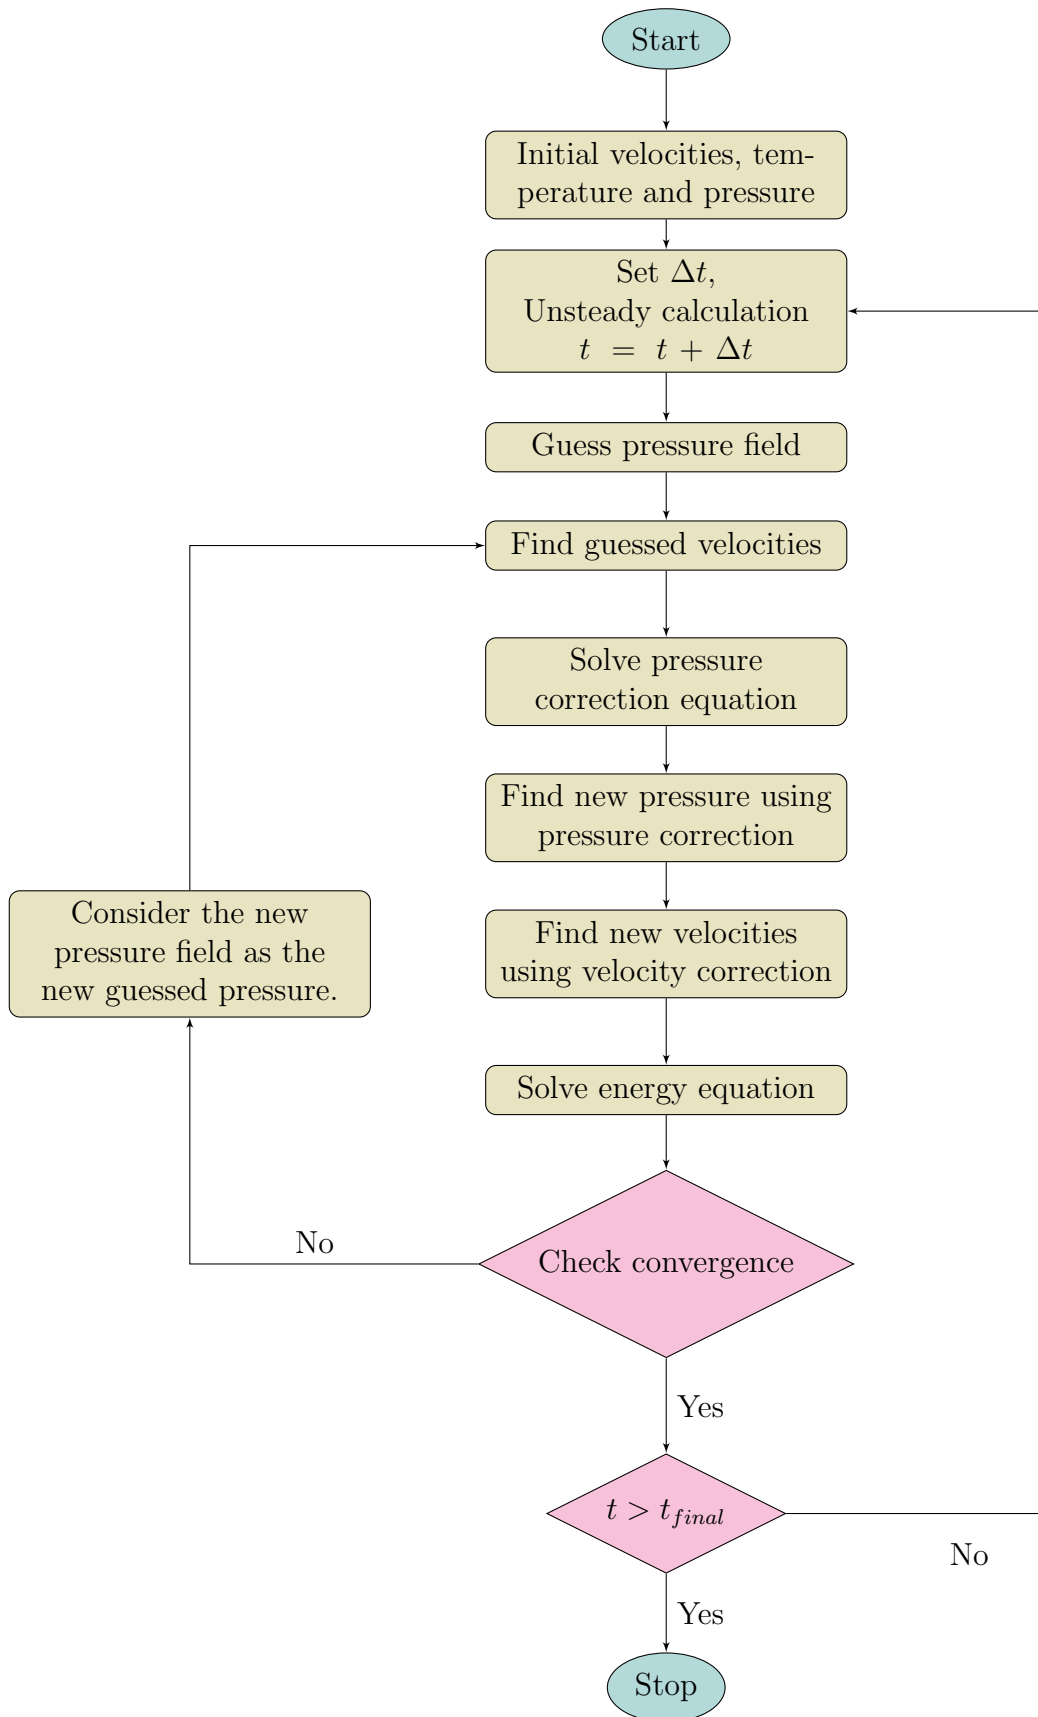 Start
Initial velocities, tem-
perature and pressure
Set Δt,
Unsteady calculation
t = t + Δt
Guess pressure field
Find guessed velocities
Solve pressure
correction equation
Find new pressure using
pressure correction
Consider the new
pressure field as the
new guessed pressure.
Find new velocities
using velocity correction
Solve energy equation
Check convergence
No
Yes
t > t_{final}
No
Yes
Stop